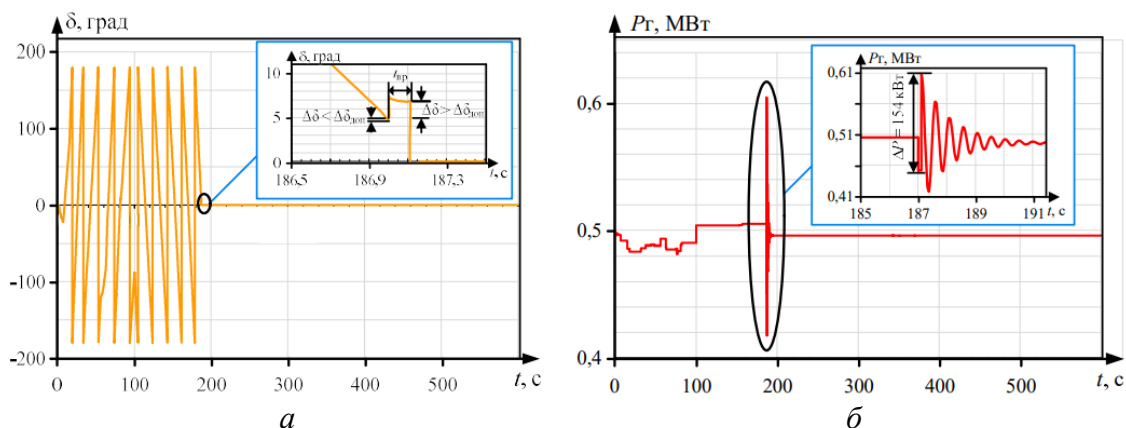 δ, град
200
100
0
-100
-200
0
100
200
300
400
500
t, с
δ, град
10
5
0
tпр
Δδ < Δδдоп
Δδ > Δδдоп
186,5
186,9
187,3
t, с
а
Pг, МВт
0,6
0,5
0,4
0
100
200
300
400
500
t, с
Pг, МВт
0,61
0,51
0,41
ΔP = 154 кВт
185
187
189
191
t, с
б